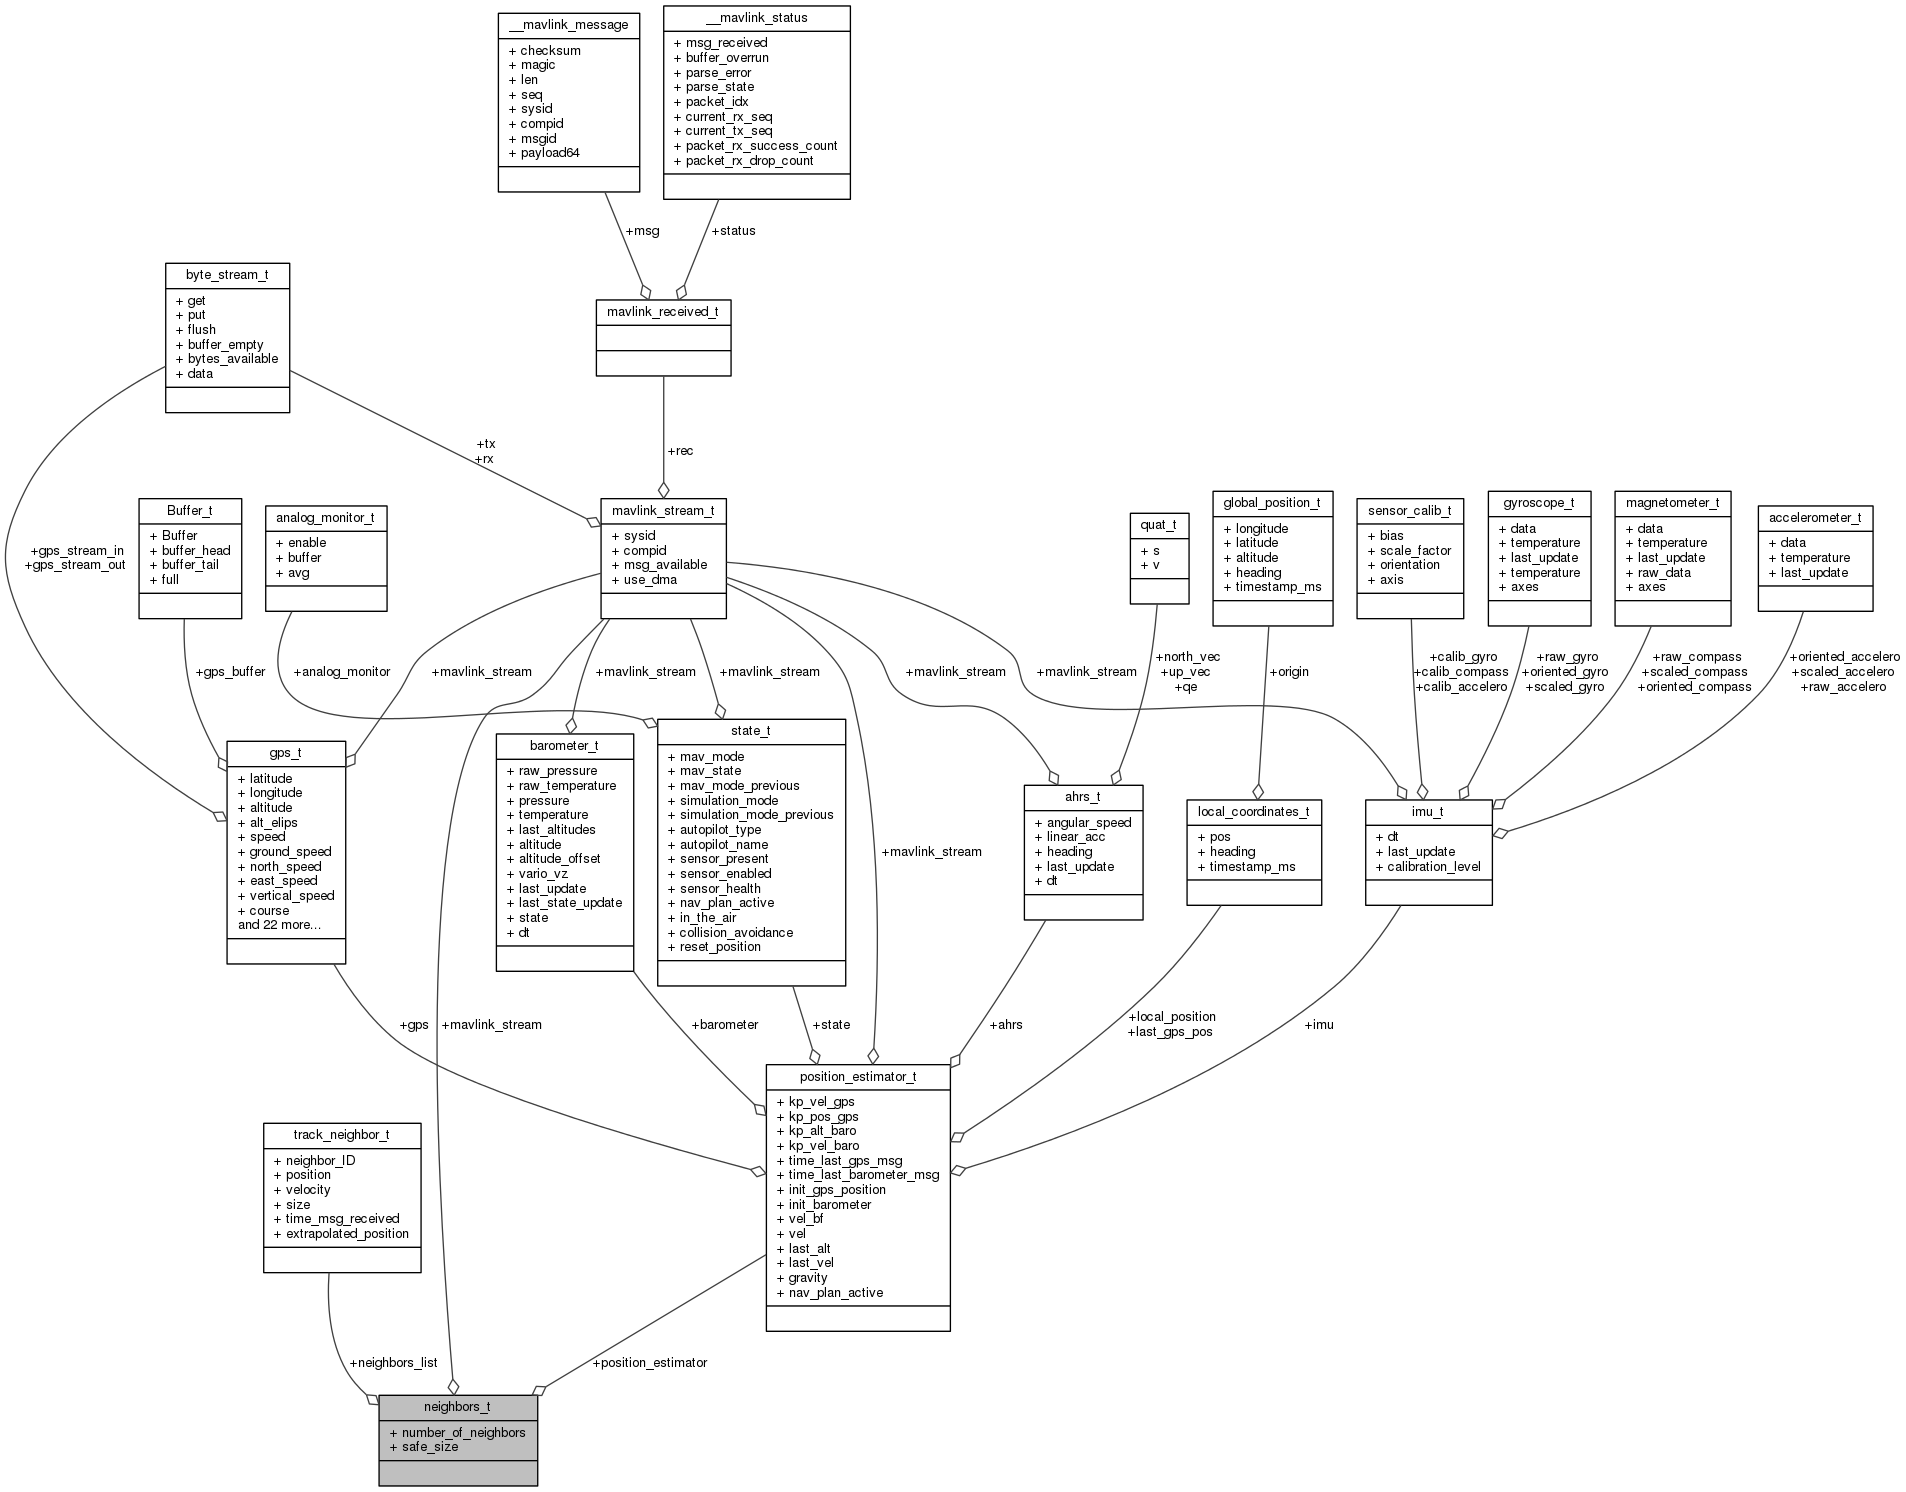 __mavlink_message
+ checksum
+ magic
+ len
+ seq
+ sysid
+ compid
+ msgid
+ payload64
__mavlink_status
+ msg_received
+ buffer_overrun
+ parse_error
+ parse_state
+ packet_idx
+ current_rx_seq
+ current_tx_seq
+ packet_rx_success_count
+ packet_rx_drop_count
+msg
+status
byte_stream_t
+ get
+ put
+ flush
+ buffer_empty
+ bytes_available
+ data
mavlink_received_t
+tx
+rx
+rec
+gps_stream_in
+gps_stream_out
Buffer_t
+ Buffer
+ buffer_head
+ buffer_tail
+ full
analog_monitor_t
+ enable
+ buffer
+ avg
mavlink_stream_t
+ sysid
+ compid
+ msg_available
+ use_dma
quat_t
+ s
+ v
global_position_t
+ longitude
+ latitude
+ altitude
+ heading
+ timestamp_ms
sensor_calib_t
+ bias
+ scale_factor
+ orientation
+ axis
gyroscope_t
+ data
+ temperature
+ last_update
+ temperature
+ axes
magnetometer_t
+ data
+ temperature
+ last_update
+ raw_data
+ axes
accelerometer_t
+ data
+ temperature
+ last_update
+gps_buffer
+analog_monitor
+mavlink_stream
+mavlink_stream
+mavlink_stream
+mavlink_stream
+mavlink_stream
+north_vec
+up_vec
+qe
+origin
+calib_gyro
+calib_compass
+calib_accelero
+raw_gyro
+oriented_gyro
+scaled_gyro
+raw_compass
+scaled_compass
+oriented_compass
+oriented_accelero
+scaled_accelero
+raw_accelero
gps_t
+ latitude
+ longitude
+ altitude
+ alt_elips
+ speed
+ ground_speed
+ north_speed
+ east_speed
+ vertical_speed
+ course
and 22 more...
barometer_t
+ raw_pressure
+ raw_temperature
+ pressure
+ temperature
+ last_altitudes
+ altitude
+ altitude_offset
+ vario_vz
+ last_update
+ last_state_update
+ state
+ dt
state_t
+ mav_mode
+ mav_state
+ mav_mode_previous
+ simulation_mode
+ simulation_mode_previous
+ autopilot_type
+ autopilot_name
+ sensor_present
+ sensor_enabled
+ sensor_health
+ nav_plan_active
+ in_the_air
+ collision_avoidance
+ reset_position
+mavlink_stream
ahrs_t
+ angular_speed
+ linear_acc
+ heading
+ last_update
+ dt
local_coordinates_t
+ pos
+ heading
+ timestamp_ms
imu_t
+ dt
+ last_update
+ calibration_level
+gps
+mavlink_stream
+barometer
+state
+ahrs
+local_position
+last_gps_pos
+imu
track_neighbor_t
+ neighbor_ID
+ position
+ velocity
+ size
+ time_msg_received
+ extrapolated_position
position_estimator_t
+ kp_vel_gps
+ kp_pos_gps
+ kp_alt_baro
+ kp_vel_baro
+ time_last_gps_msg
+ time_last_barometer_msg
+ init_gps_position
+ init_barometer
+ vel_bf
+ vel
+ last_alt
+ last_vel
+ gravity
+ nav_plan_active
+neighbors_list
+position_estimator
neighbors_t
+ number_of_neighbors
+ safe_size